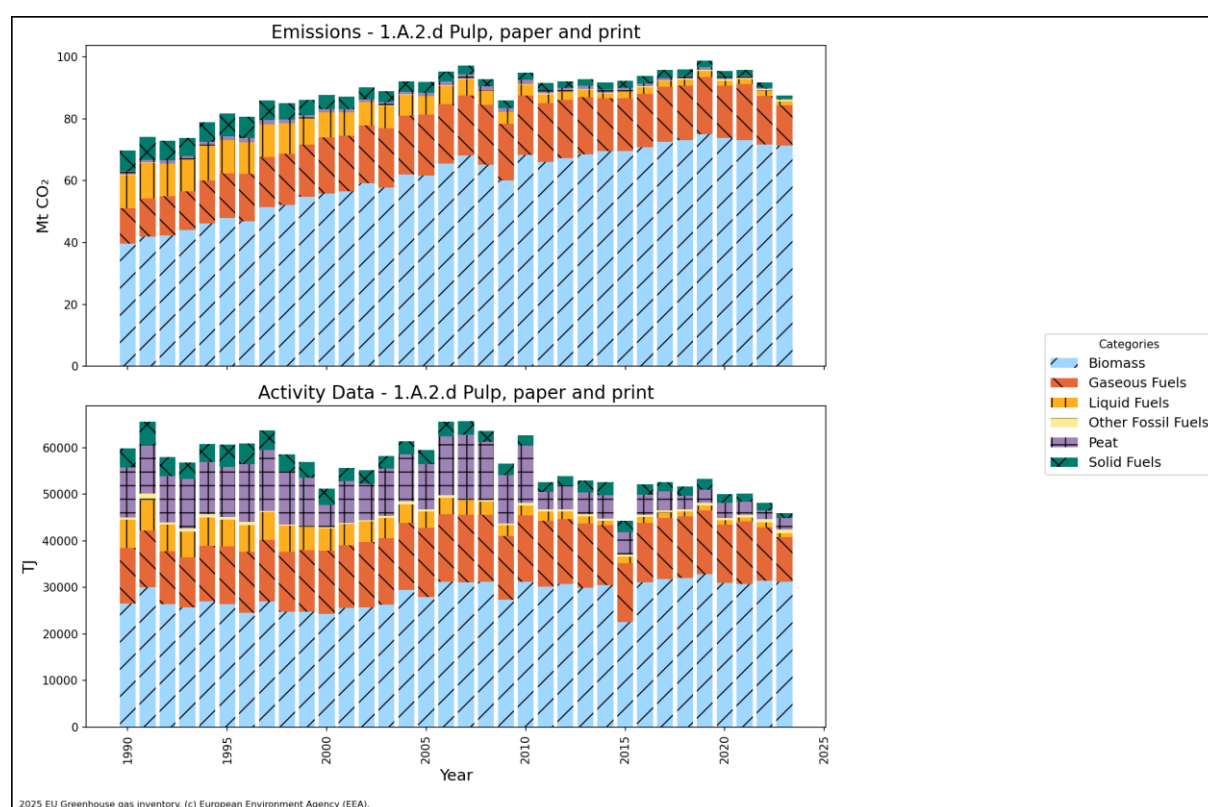 Emissions - 1.A.2.d Pulp, paper and print
100
80
60
40
20
0
Mt CO₂
Activity Data - 1.A.2.d Pulp, paper and print
60000
50000
40000
30000
20000
10000
0
TJ
1990
1995
2000
2005
2010
2015
2020
2025
Year
Categories
Biomass
Gaseous Fuels
Liquid Fuels
Other Fossil Fuels
Peat
Solid Fuels
2025 EU Greenhouse gas inventory. (c) European Environment Agency (EEA).